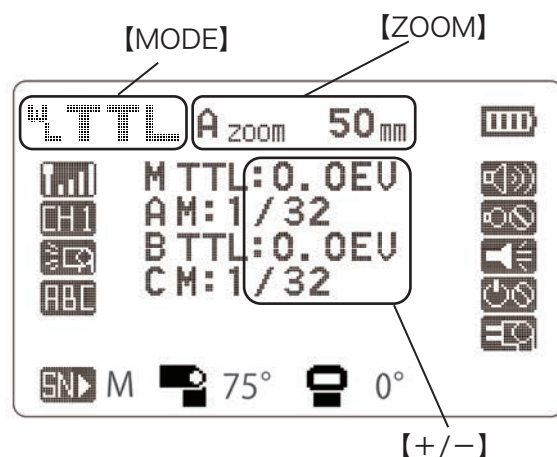 【MODE】
【ZOOM】
TTL A ZOOM 50mm
M TTL:0.0EV
CH1 A M:1/32
B TTL:0.0EV
ABC C M:1/32
SN M 75° 0°
【+/−】